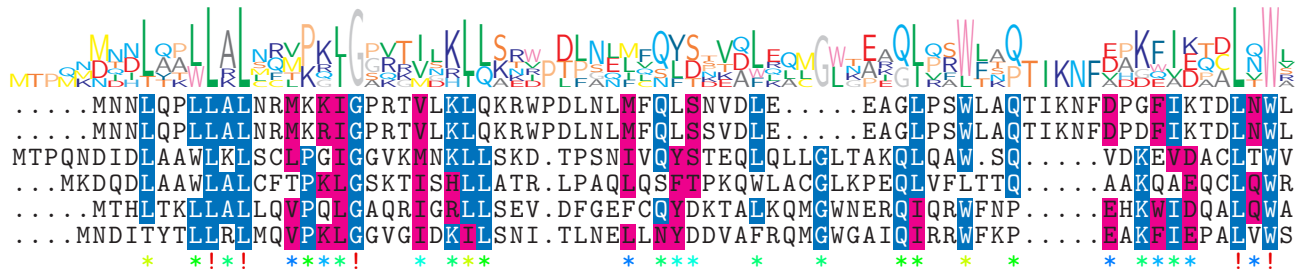 .....MNNLQPLLALNRMKKIGPRTVLKLQKRWPDLNLMFQLSNVDLE.....EAGLPSWLAQTIKNFDPGFIKTDLNWL
.....MNNLQPLLALNRMKRIGPRTVLKLQKRWPDLNLMFQLSSVDLE.....EAGLPSWLAQTIKNFDPDFIKTDLNWL
MTPQNDIDLAAWLKLSCLPGIGGVKMNKLLSKD.TPSNIVQYSTEQLQLLGLTAKQLQAW.SQ.....VDKEVDACLTWV
...MKDQDLAAWLALCFTPKLGSKTISHLLATR.LPAQLQSFTPKQWLACGLKPEQLVFLTTQ.....AAKQAEQCLQWR
.....MTHLTKLLALLQVPQLGAQRIGRLLSEV.DFGEFCQYDKTALKQMGWNERQIQRWFNP.....EHKWIDQALQWA
....MNDITYTLLRLMQVPKLGGVGIDKILSNI.TLNELLNYDDVAFRQMGWGAIQIRRWFKP.....EAKFIEPALVWS
* *!*! ****! * *** * *** * * ** * * * **** !*!